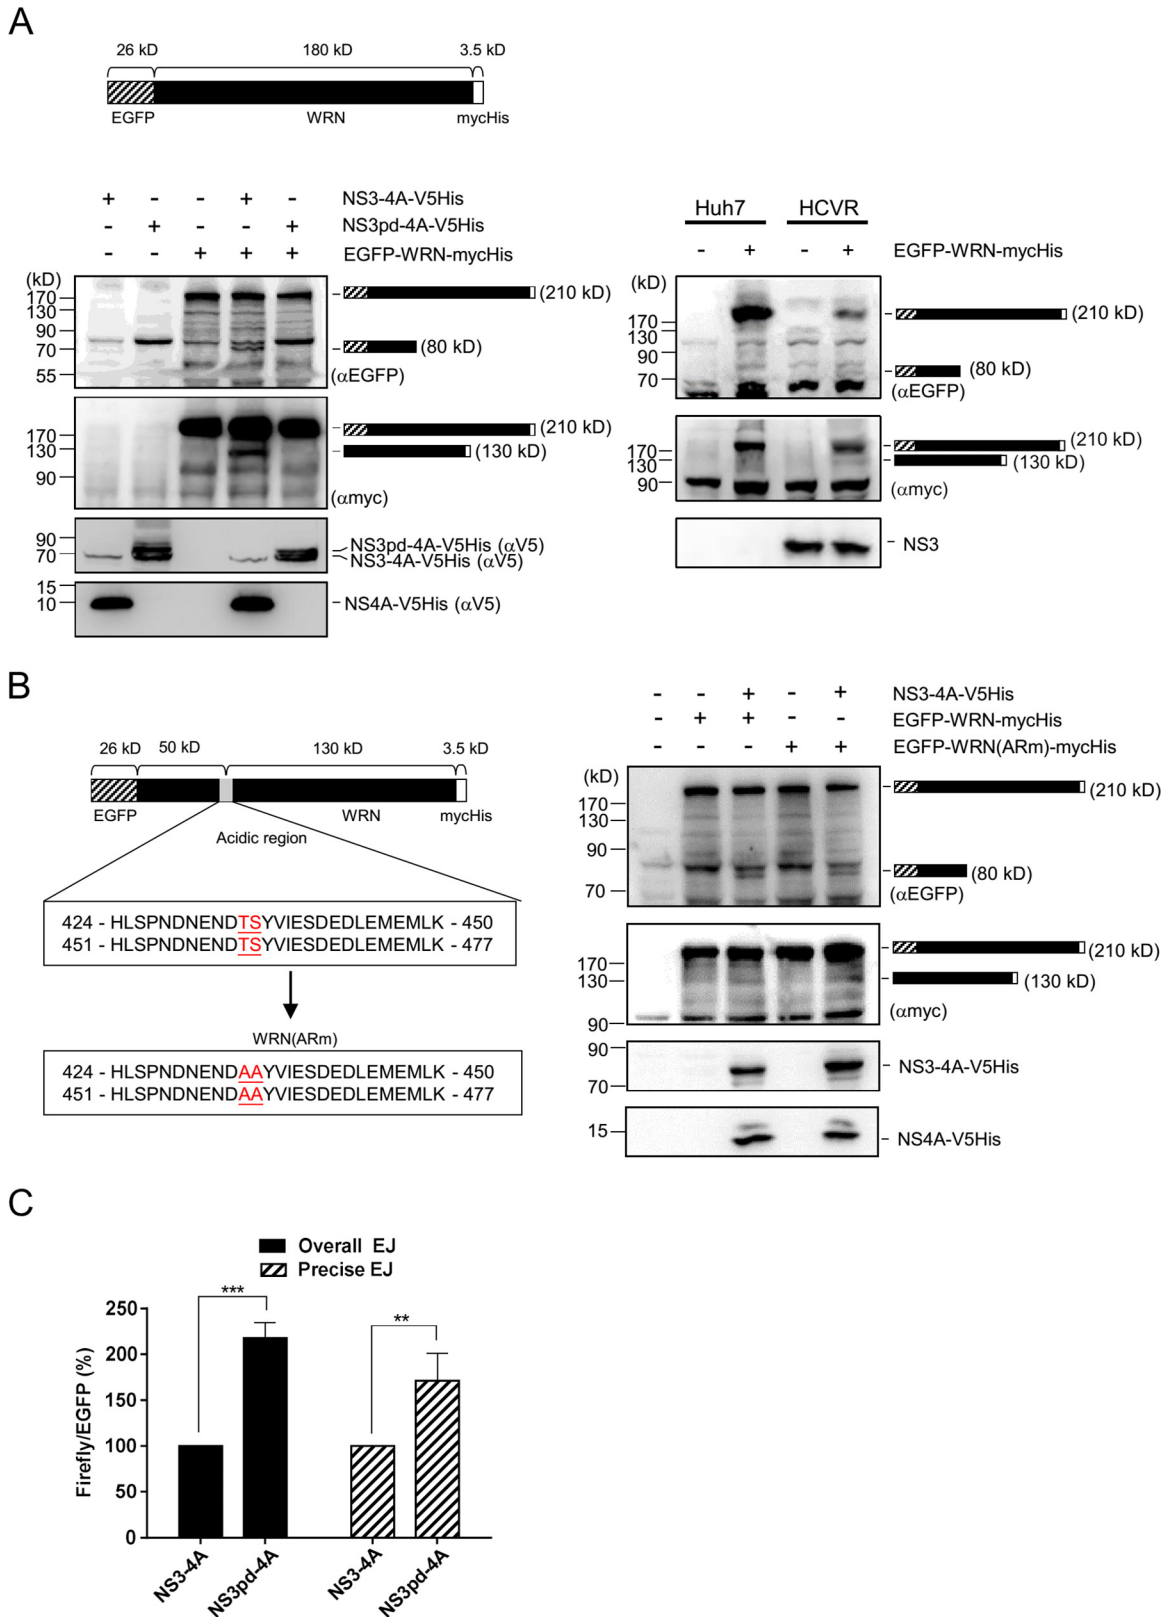 A
26 kD 180 kD 3.5 kD
EGFP WRN mycHis
+ - - + - NS3-4A-V5His
- + - - + NS3pd-4A-V5His
- - + + + EGFP-WRN-mycHis
(kD)
170
130
90
70
55
(210 kD)
(80 kD)
(αEGFP)
170
130
90
(210 kD)
(130 kD)
(αmyc)
90
70
NS3pd-4A-V5His (αV5)
NS3-4A-V5His (αV5)
15
10
NS4A-V5His (αV5)
Huh7 HCVR
- + - + EGFP-WRN-mycHis
(kD)
170
130
90
70
(210 kD)
(80 kD)
(αEGFP)
170
130
90
(210 kD)
(130 kD)
(αmyc)
NS3
B
26 kD 50 kD 130 kD 3.5 kD
EGFP WRN mycHis
Acidic region
424 - HLSPNDNENDTSYVIESDEDLEMEMLK - 450
451 - HLSPNDNENDTSYVIESDEDLEMEMLK - 477
WRN(ARm)
424 - HLSPNDNENDAAYVIESDEDLEMEMLK - 450
451 - HLSPNDNENDAAYVIESDEDLEMEMLK - 477
- - + - + NS3-4A-V5His
- + + - - EGFP-WRN-mycHis
- - - + + EGFP-WRN(ARm)-mycHis
(kD)
170
130
90
70
(210 kD)
(80 kD)
(αEGFP)
170
130
90
(210 kD)
(130 kD)
(αmyc)
90
70
NS3-4A-V5His
15
NS4A-V5His
C
Overall EJ
Precise EJ
*** **
Firefly/EGFP (%)
250
200
150
100
50
0
NS3-4A NS3pd-4A NS3-4A NS3pd-4A